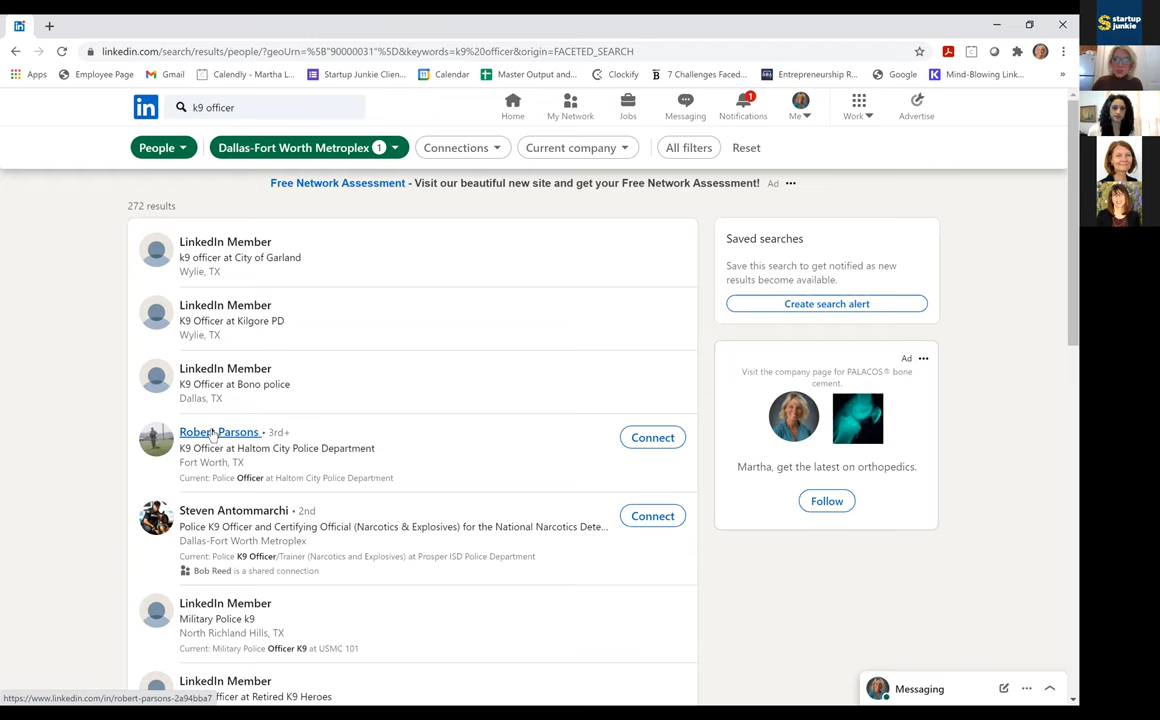 startup
junkie
linkedin.com/search/results/people/?geoUrn=%5B"90000031"%5D&keywords=k9%20officer&origin=FACETED_SEARCH
Apps
Employee Page
Gmail
Calendly - Martha L...
Startup Junkie Clien...
Calendar
Master Output and...
Clockify
7 Challenges Faced...
Entrepreneurship R...
Google
Mind-Blowing Link...
in
k9 officer
Home
My Network
Jobs
Messaging
1
Notifications
Me
Work
Advertise
People
Dallas-Fort Worth Metroplex 1
Connections
Current company
All filters
Reset
Free Network Assessment - Visit our beautiful new site and get your Free Network Assessment! Ad
272 results
LinkedIn Member
k9 officer at City of Garland
Wylie, TX
LinkedIn Member
K9 Officer at Kilgore PD
Wylie, TX
LinkedIn Member
K9 Officer at Bono police
Dallas, TX
Robert Parsons • 3rd+
K9 Officer at Haltom City Police Department
Fort Worth, TX
Current: Police Officer at Haltom City Police Department
Connect
Steven Antommarchi • 2nd
Police K9 Officer and Certifying Official (Narcotics & Explosives) for the National Narcotics Dete...
Dallas-Fort Worth Metroplex
Current: Police K9 Officer/Trainer (Narcotics and Explosives) at Prosper ISD Police Department
Bob Reed is a shared connection
Connect
LinkedIn Member
Military Police k9
North Richland Hills, TX
Current: Military Police Officer K9 at USMC 101
LinkedIn Member
Officer at Retired K9 Heroes
Saved searches
Save this search to get notified as new
results become available.
Create search alert
Ad
Visit the company page for PALACOS® bone
cement.
Martha, get the latest on orthopedics.
Follow
Messaging
https://www.linkedin.com/in/robert-parsons-2a94bba7